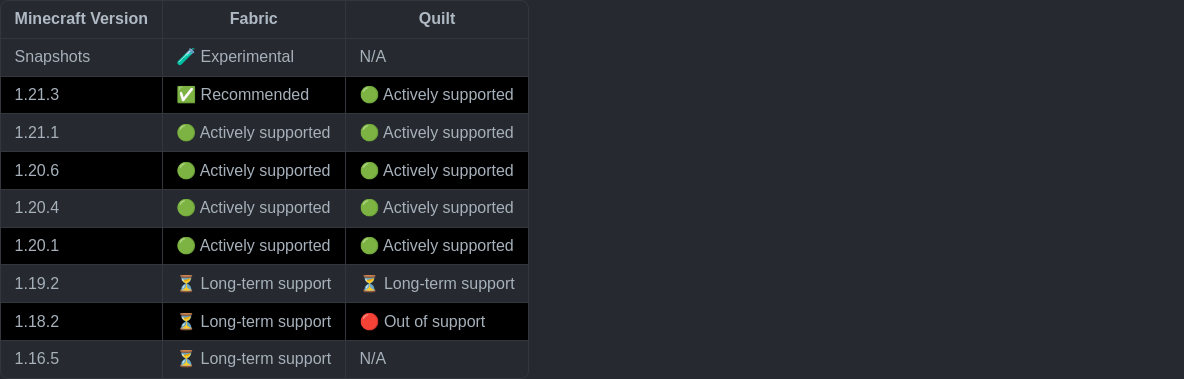 Minecraft Version Fabric Quilt
Snapshots 🧪 Experimental N/A
1.21.3 ✅ Recommended 🟢 Actively supported
1.21.1 🟢 Actively supported 🟢 Actively supported
1.20.6 🟢 Actively supported 🟢 Actively supported
1.20.4 🟢 Actively supported 🟢 Actively supported
1.20.1 🟢 Actively supported 🟢 Actively supported
1.19.2 ⏳ Long-term support ⏳ Long-term support
1.18.2 ⏳ Long-term support 🔴 Out of support
1.16.5 ⏳ Long-term support N/A